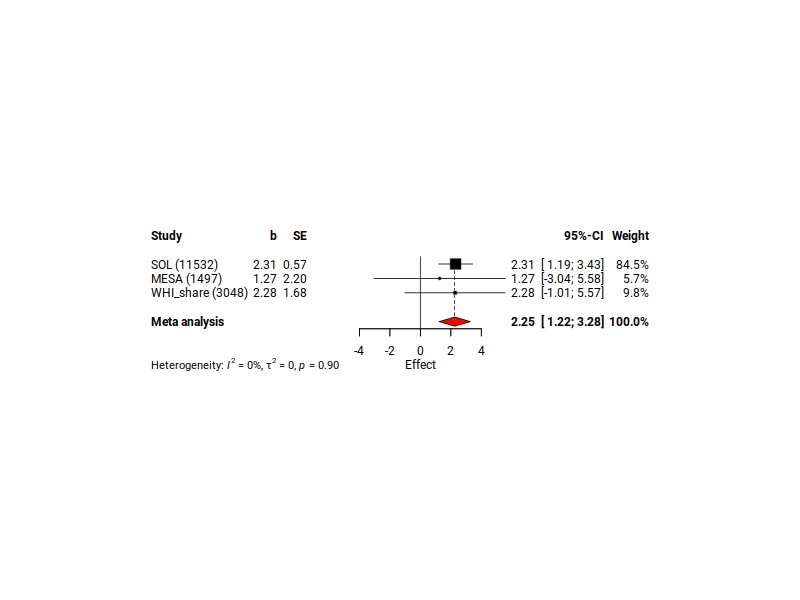 Study b SE 95%-CI Weight
SOL (11532) 2.31 0.57 2.31 [ 1.19; 3.43] 84.5%
MESA (1497) 1.27 2.20 1.27 [-3.04; 5.58] 5.7%
WHI_share (3048) 2.28 1.68 2.28 [-1.01; 5.57] 9.8%
Meta analysis 2.25 [ 1.22; 3.28] 100.0%
-4 -2 0 2 4
Heterogeneity: I² = 0%, τ² = 0, p = 0.90 Effect